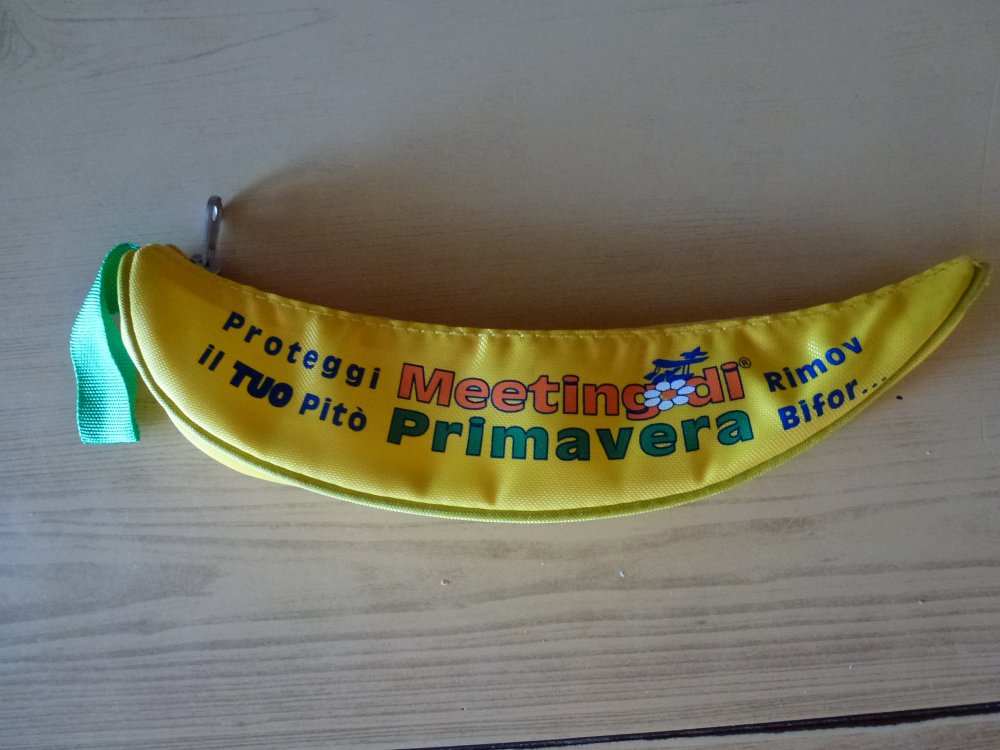 Proteggi
il TUO Pitò
Meeting di
Primavera
®
Rimov
Bifor...